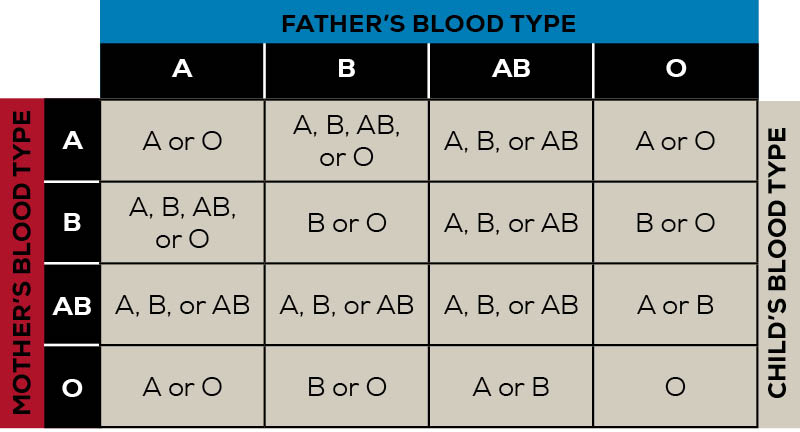 FATHER’S BLOOD TYPE
A B AB O
MOTHER’S BLOOD TYPE
A
A or O
A, B, AB,
or O
A, B, or AB
A or O
B
A, B, AB,
or O
B or O
A, B, or AB
B or O
AB
A, B, or AB
A, B, or AB
A, B, or AB
A or B
O
A or O
B or O
A or B
O
CHILD’S BLOOD TYPE